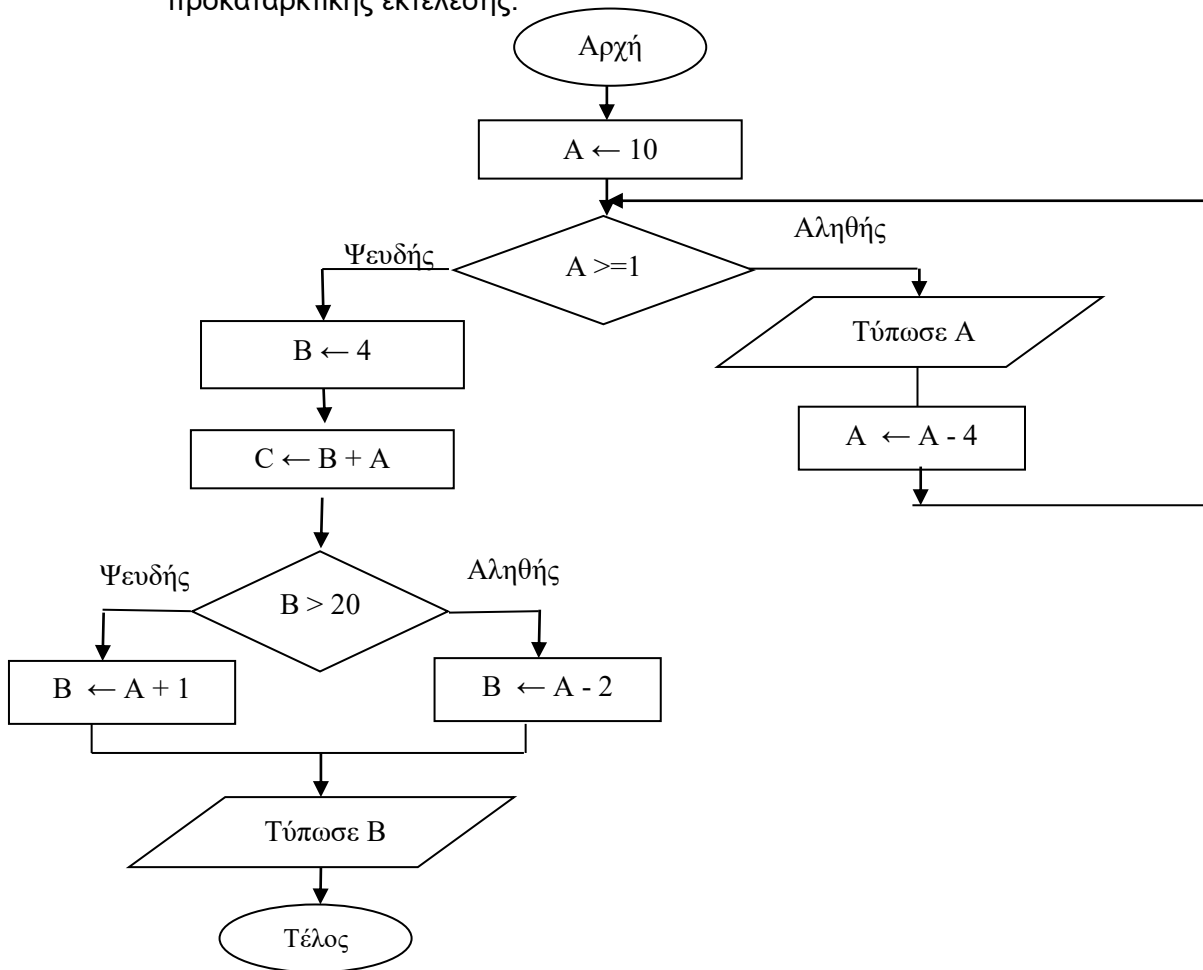 προκαταρκτικής εκτέλεσης.
Αρχή
Α ← 10
Αληθής
Ψευδής
Α >=1
Τύπωσε Α
Β ← 4
Α ← Α - 4
C ← Β + Α
Ψευδής
Αληθής
Β > 20
Β ← Α + 1
Β ← Α - 2
Τύπωσε Β
Τέλος